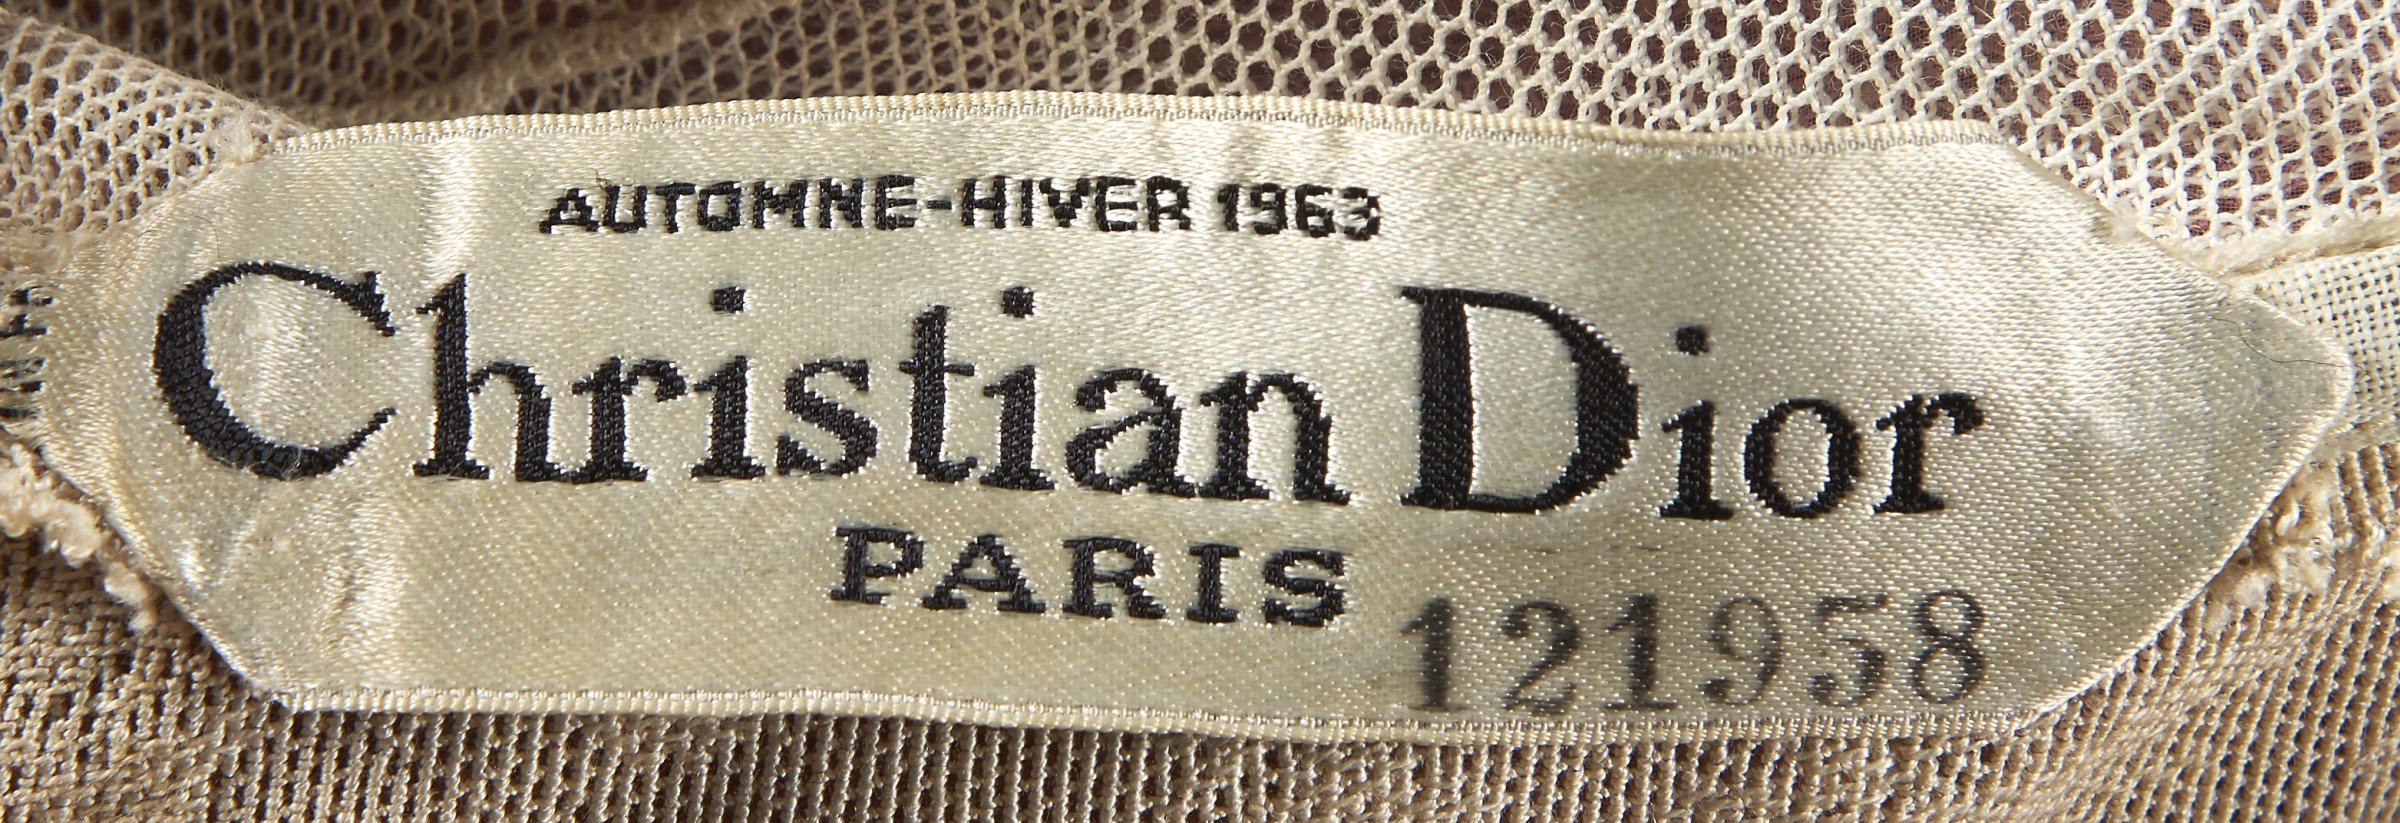 AUTOMNE-HIVER 1963
Christian Dior
PARIS
121958